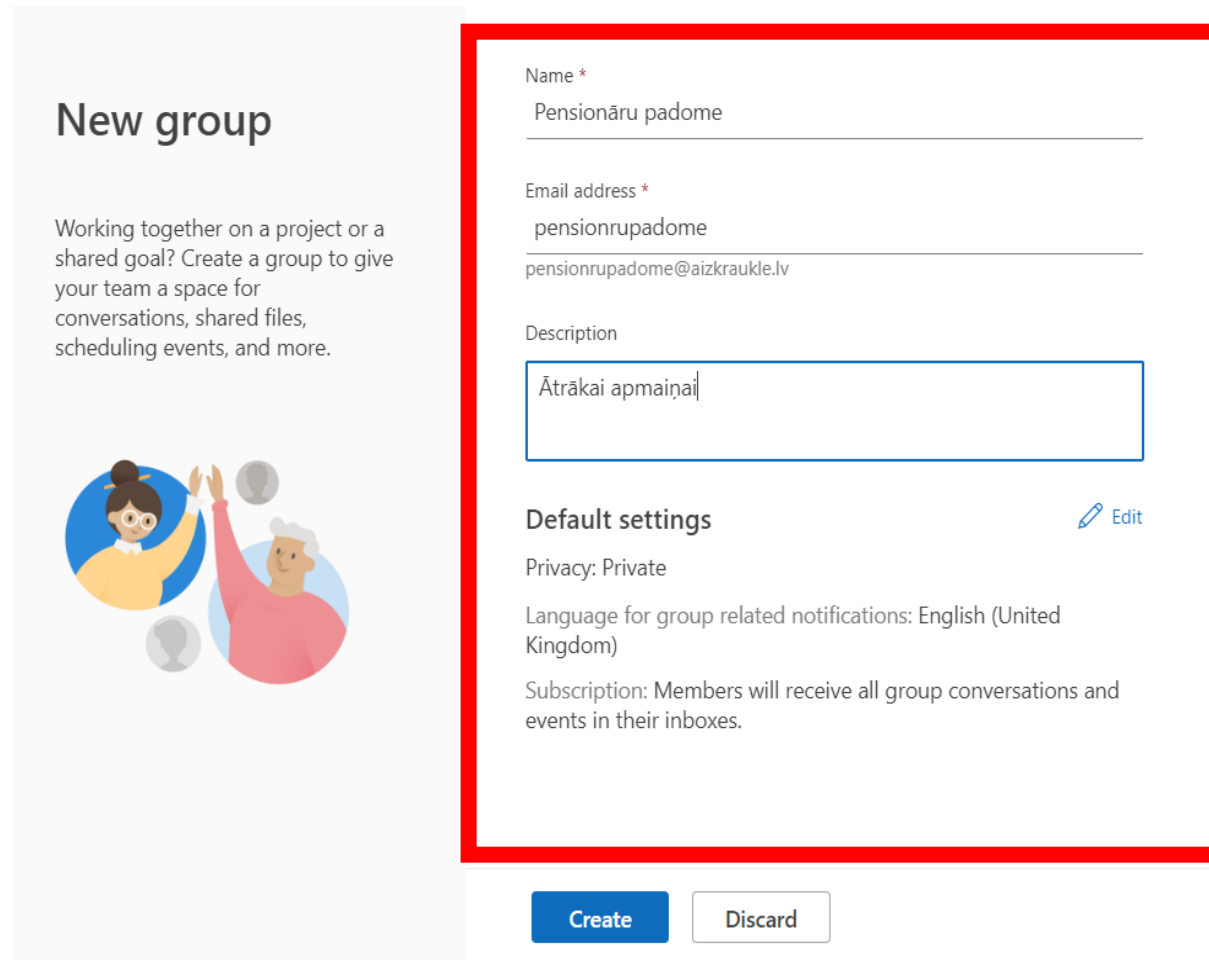 New group
Working together on a project or a
shared goal? Create a group to give
your team a space for
conversations, shared files,
scheduling events, and more.
Name *
Pensionāru padome
Email address *
pensionrupadome
pensionrupadome@aizkraukle.lv
Description
Ātrākai apmaiņai
Default settings
Edit
Privacy: Private
Language for group related notifications: English (United
Kingdom)
Subscription: Members will receive all group conversations and
events in their inboxes.
Create
Discard